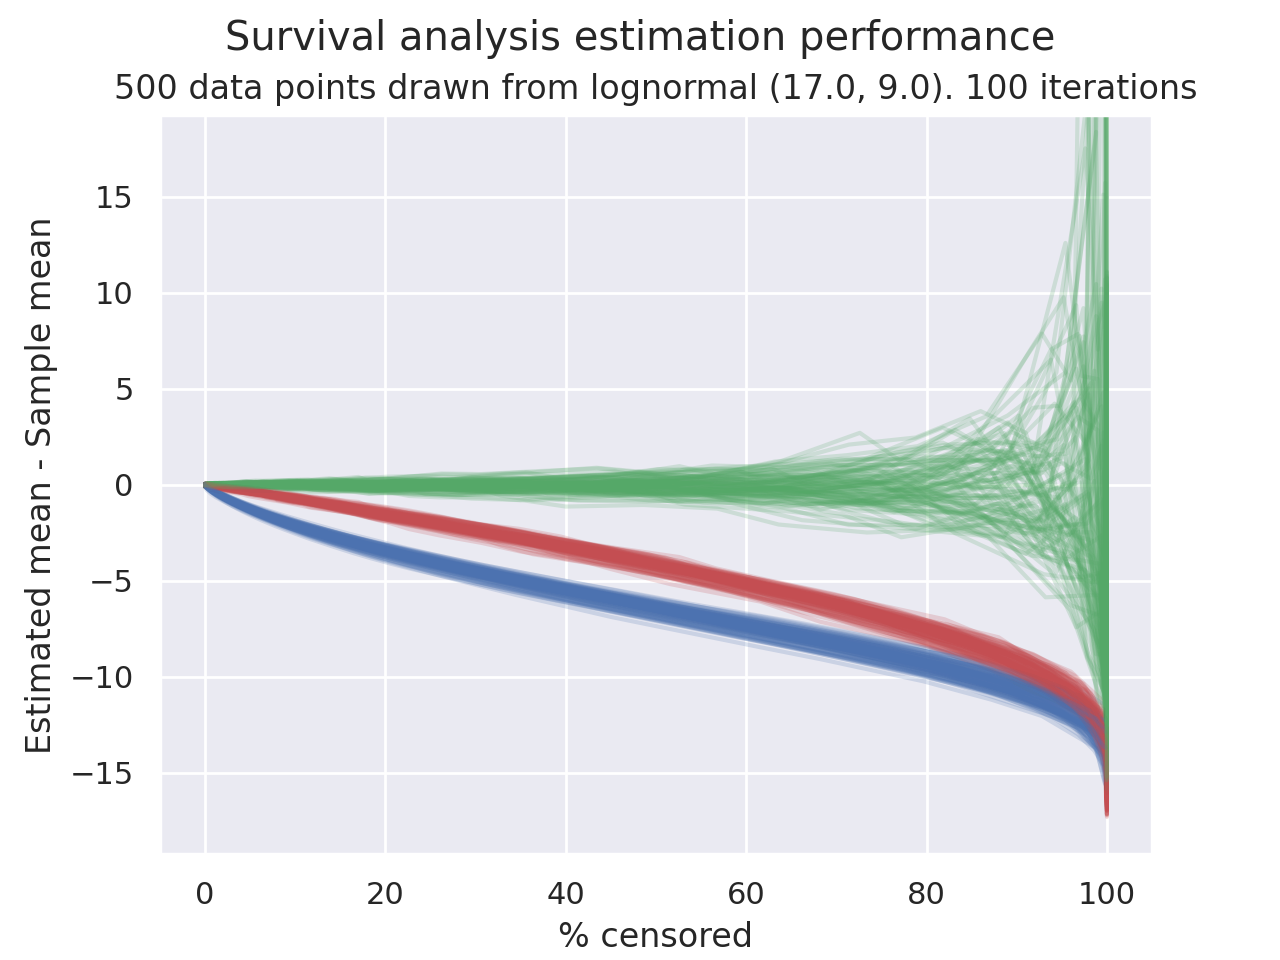 Survival analysis estimation performance
500 data points drawn from lognormal (17.0, 9.0). 100 iterations
Estimated mean - Sample mean
15
10
5
0
−5
−10
−15
0 20 40 60 80 100
% censored